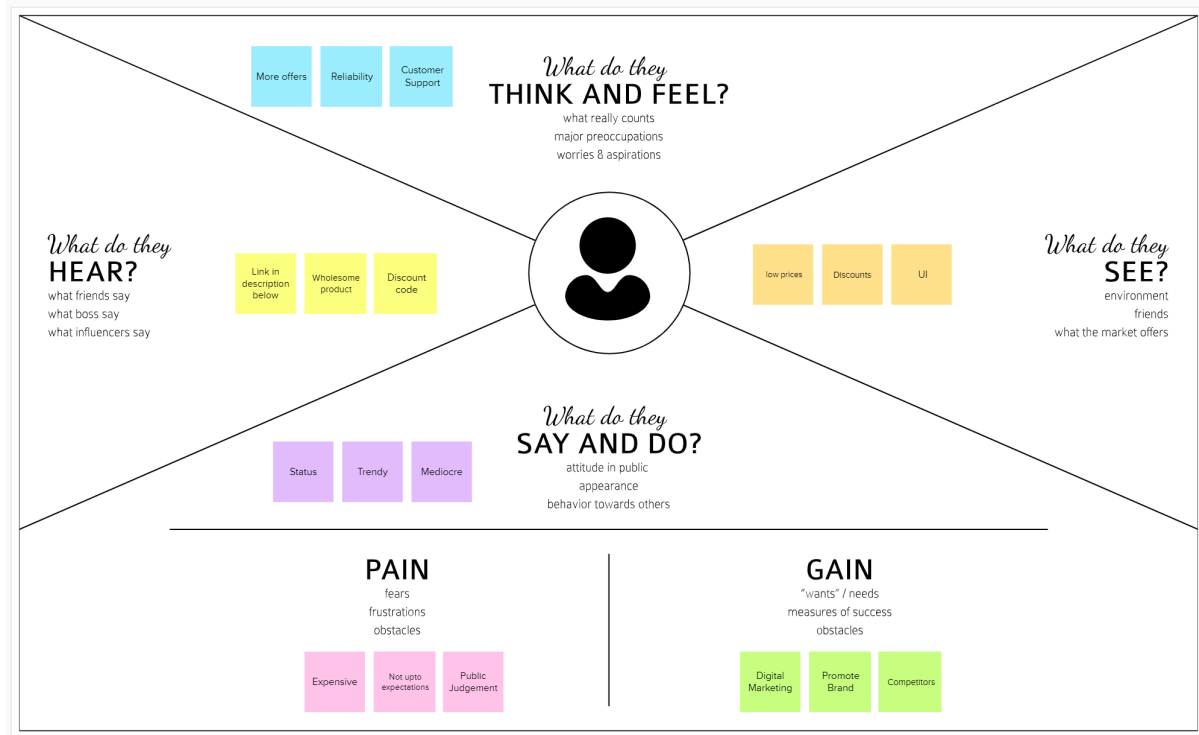 More offers
Reliability
Customer
Support
What do they
THINK AND FEEL?
what really counts
major preoccupations
worries & aspirations
What do they
HEAR?
what friends say
what boss say
what influencers say
Link in
description
below
Wholesome
product
Discount
code
low prices
Discounts
UI
What do they
SEE?
environment
friends
what the market offers
What do they
SAY AND DO?
attitude in public
appearance
behavior towards others
Status
Trendy
Mediocre
PAIN
fears
frustrations
obstacles
Expensive
Not upto
expectations
Public
Judgement
GAIN
"wants" / needs
measures of success
obstacles
Digital
Marketing
Promote
Brand
Competitors